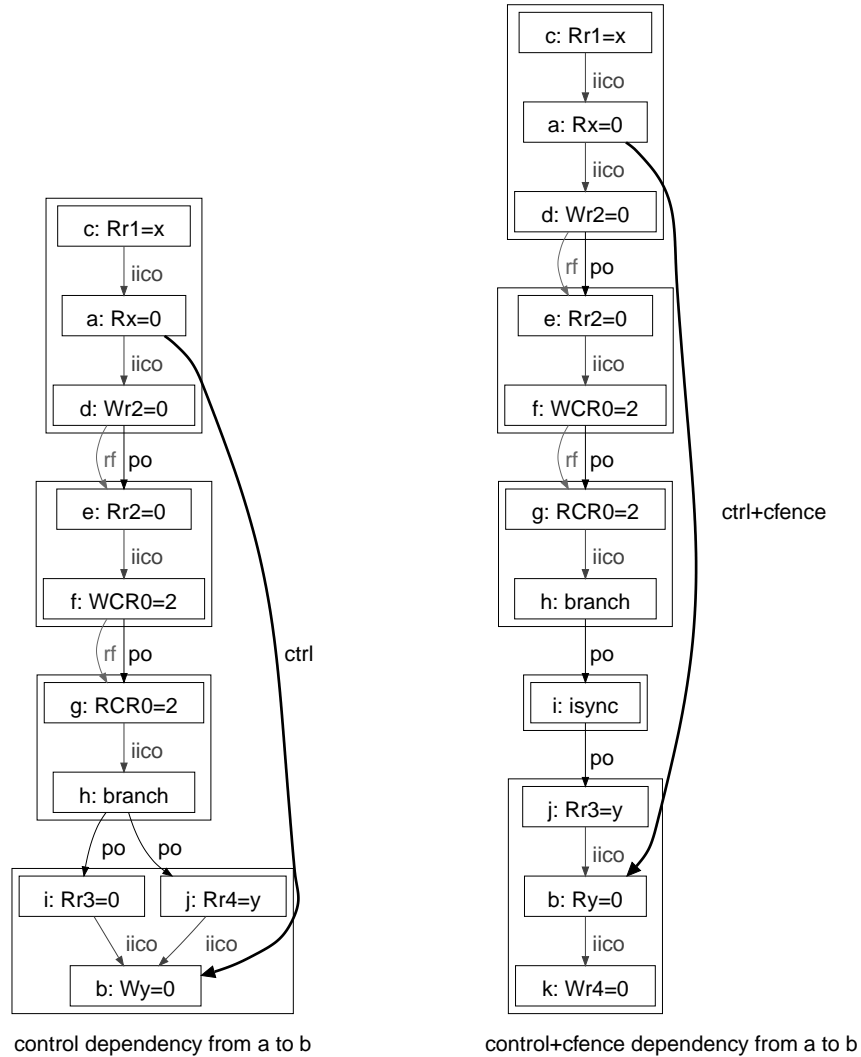 c: Rr1=x
iico
a: Rx=0
iico
d: Wr2=0
rf po
e: Rr2=0
iico
f: WCR0=2
rf po
g: RCR0=2
iico
h: branch
po po
i: Rr3=0 j: Rr4=y
iico iico
b: Wy=0
ctrl
control dependency from a to b
c: Rr1=x
iico
a: Rx=0
iico
d: Wr2=0
rf po
e: Rr2=0
iico
f: WCR0=2
rf po
g: RCR0=2
iico
h: branch
po
i: isync
po
j: Rr3=y
iico
b: Ry=0
iico
k: Wr4=0
ctrl+cfence
control+cfence dependency from a to b